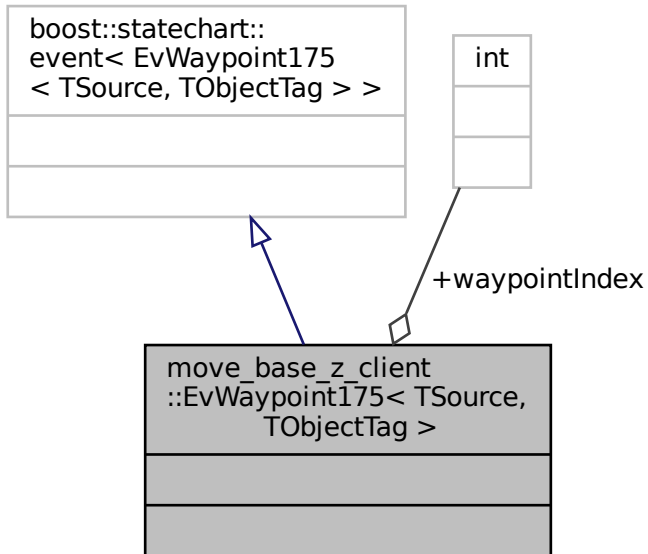 boost::statechart::
event< EvWaypoint175
< TSource, TObjectTag > >
int
+waypointIndex
move_base_z_client
::EvWaypoint175< TSource,
TObjectTag >